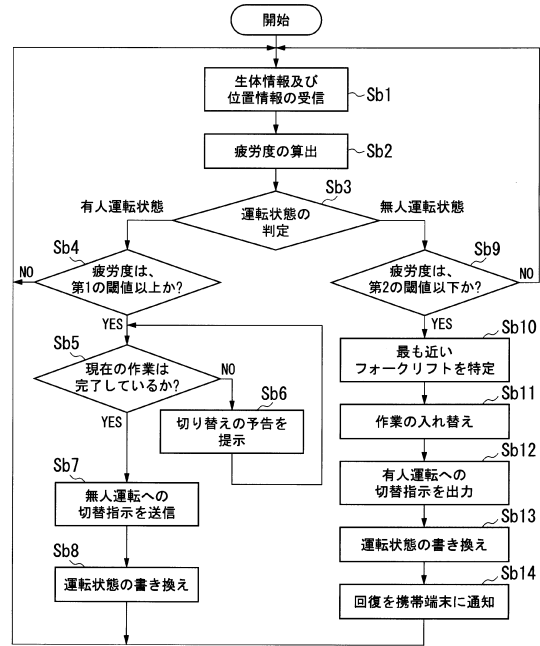 開始
生体情報及び
位置情報の受信
Sb1
疲労度の算出
Sb2
運転状態の
判定
Sb3
有人運転状態
無人運転状態
Sb4
疲労度は、
第1の閾値以上か?
NO
YES
Sb5
現在の作業は
完了しているか?
NO
YES
Sb6
切り替えの予告を
提示
Sb7
無人運転への
切替指示を送信
Sb8
運転状態の書き換え
Sb9
疲労度は、
第2の閾値以下か?
NO
YES
Sb10
最も近い
フォークリフトを特定
Sb11
作業の入れ替え
Sb12
有人運転への
切替指示を出力
Sb13
運転状態の書き換え
Sb14
回復を携帯端末に通知